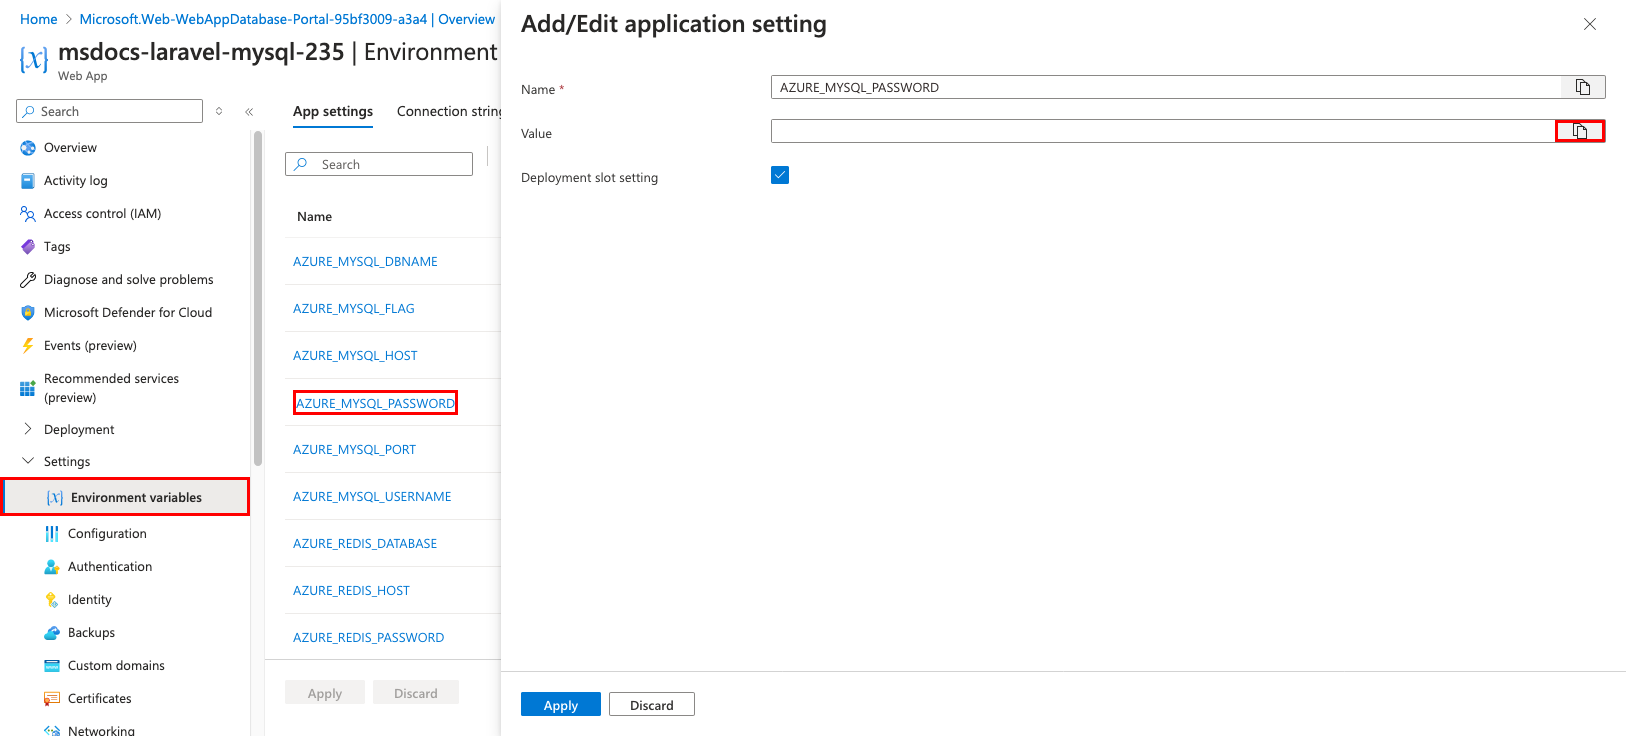 Home > Microsoft.Web-WebAppDatabase-Portal-95bf3009-a3a4 | Overview
msdocs-laravel-mysql-235 | Environment
Web App
Search
Overview
Activity log
Access control (IAM)
Tags
Diagnose and solve problems
Microsoft Defender for Cloud
Events (preview)
Recommended services
(preview)
Deployment
Settings
Environment variables
Configuration
Authentication
Identity
Backups
Custom domains
Certificates
Networking
App settings Connection string
Search
Name
AZURE_MYSQL_DBNAME
AZURE_MYSQL_FLAG
AZURE_MYSQL_HOST
AZURE_MYSQL_PASSWORD
AZURE_MYSQL_PORT
AZURE_MYSQL_USERNAME
AZURE_REDIS_DATABASE
AZURE_REDIS_HOST
AZURE_REDIS_PASSWORD
Apply Discard
Add/Edit application setting
Name * AZURE_MYSQL_PASSWORD
Value
Deployment slot setting
Apply Discard